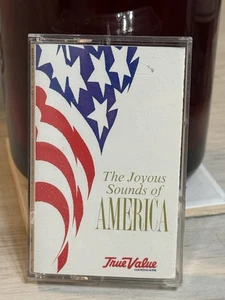 The Joyous
Sounds of
AMERICA
True Value
HARDWARE